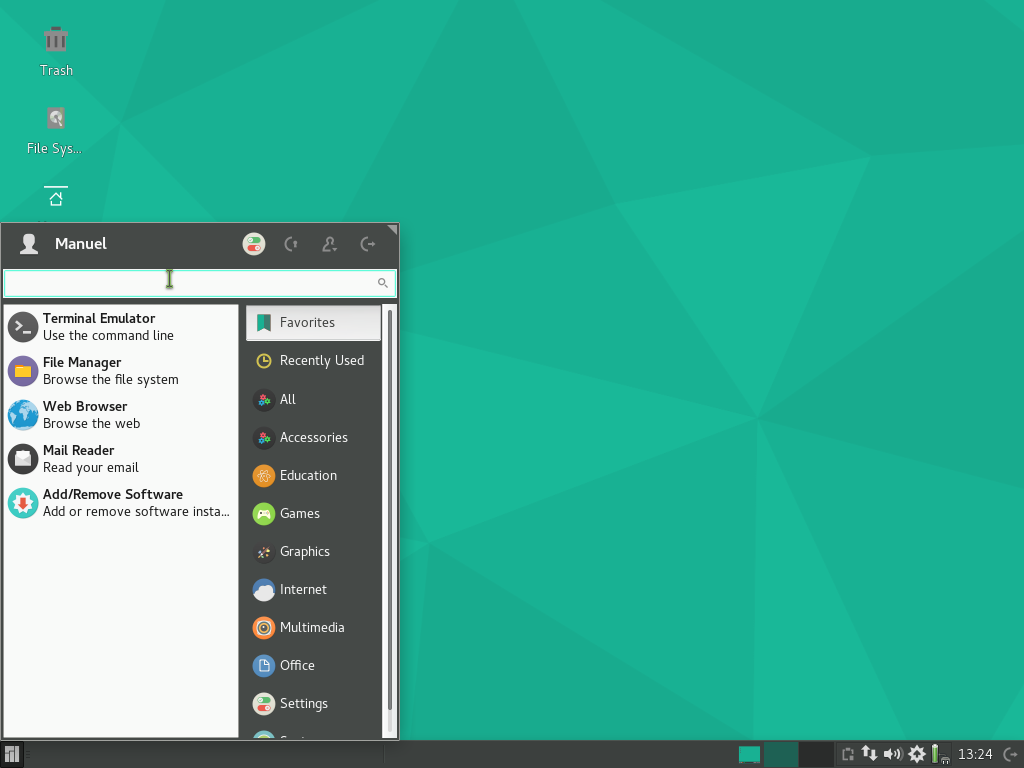 Trash
File Sys...
Manuel
Terminal Emulator
Use the command line
File Manager
Browse the file system
Web Browser
Browse the web
Mail Reader
Read your email
Add/Remove Software
Add or remove software insta...
Favorites
Recently Used
All
Accessories
Education
Games
Graphics
Internet
Multimedia
Office
Settings
13:24